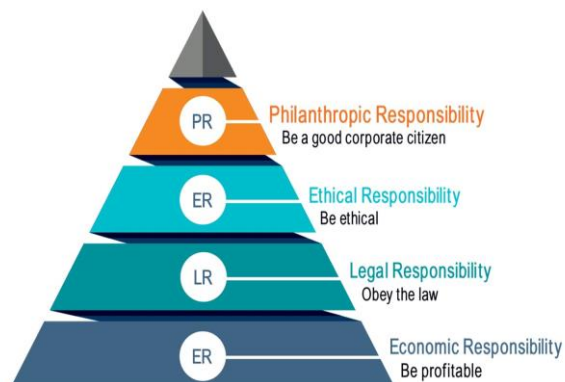 PR
Philanthropic Responsibility
Be a good corporate citizen
ER
Ethical Responsibility
Be ethical
LR
Legal Responsibility
Obey the law
ER
Economic Responsibility
Be profitable